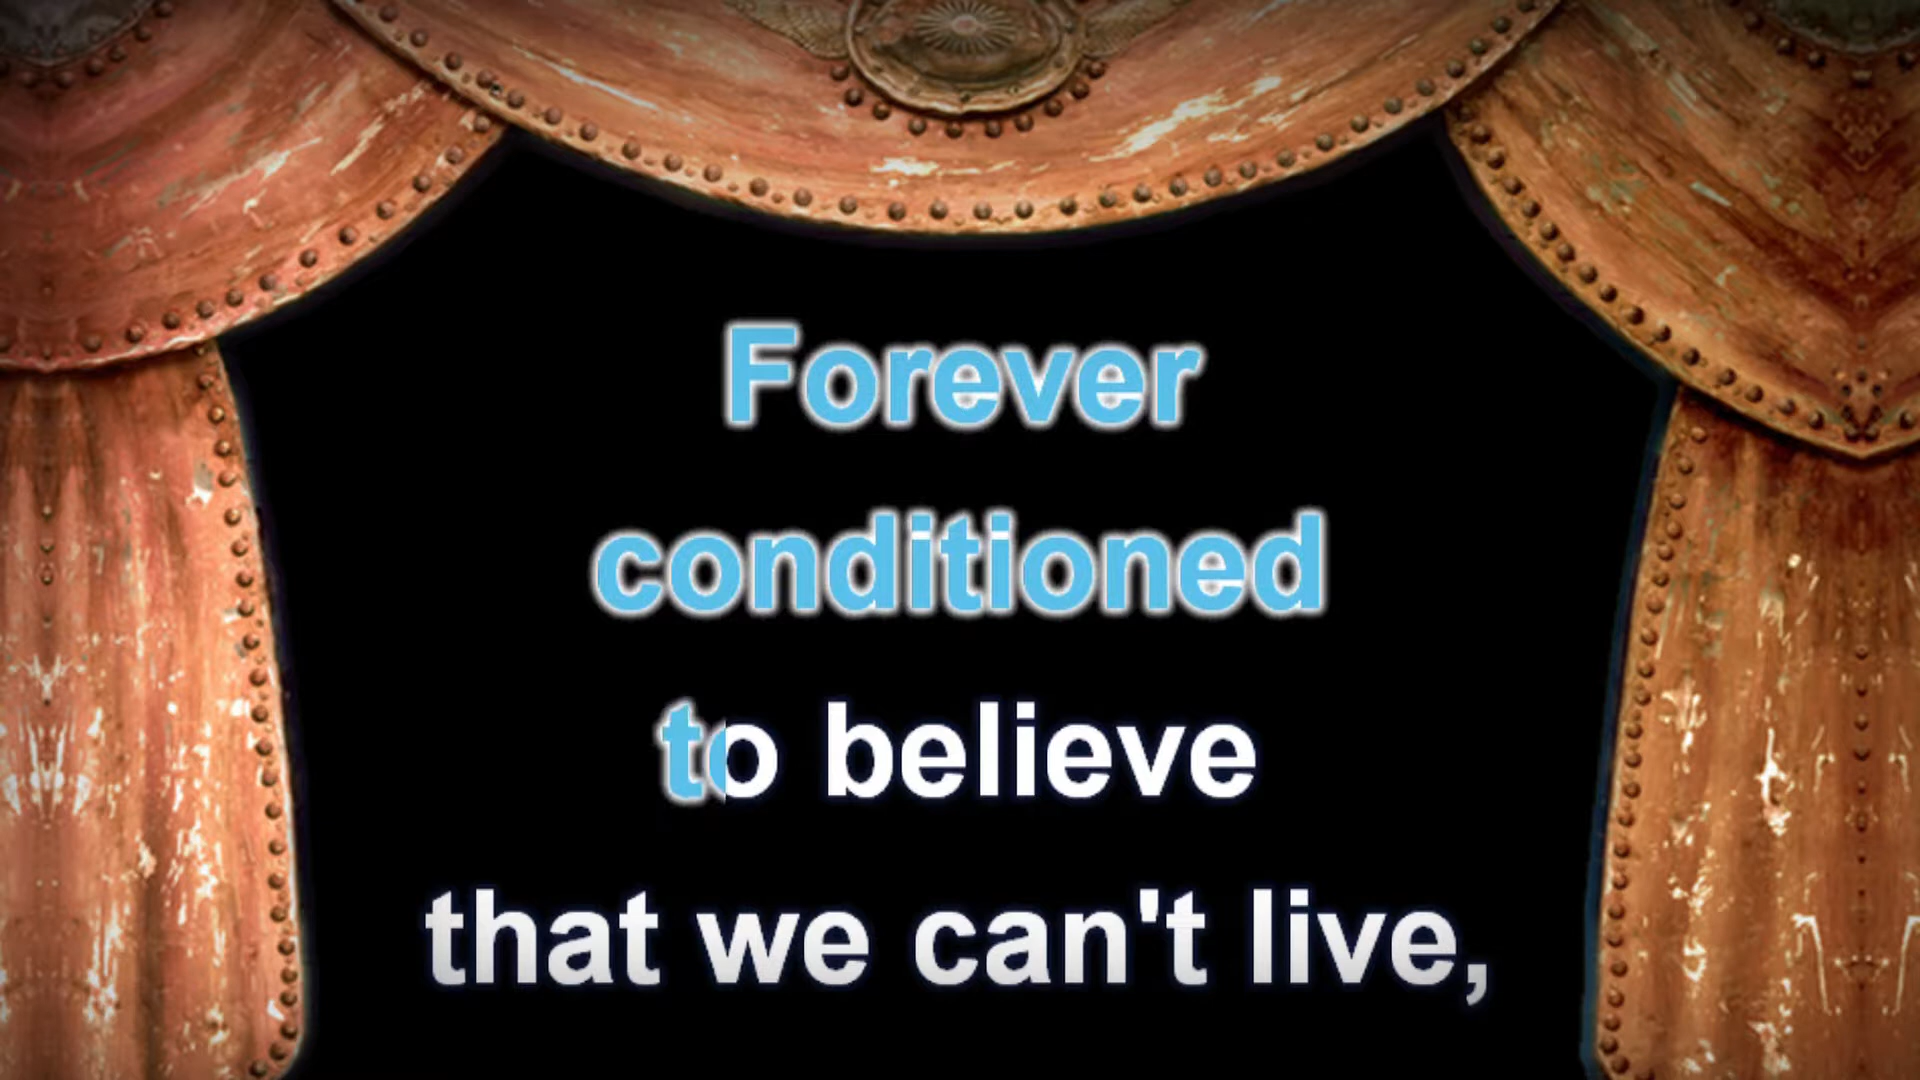 Forever
conditioned
to believe
that we can't live,